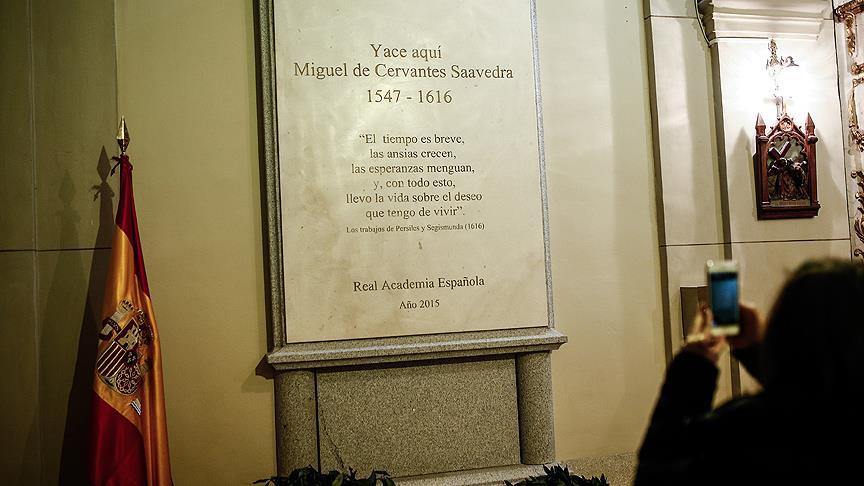 Yace aquí
Miguel de Cervantes Saavedra
1547 - 1616
“El tiempo es breve,
las ansias crecen,
las esperanzas menguan,
y, con todo esto,
llevo la vida sobre el deseo
que tengo de vivir”.
Los trabajos de Persiles y Segismunda (1616)
Real Academia Española
Año 2015